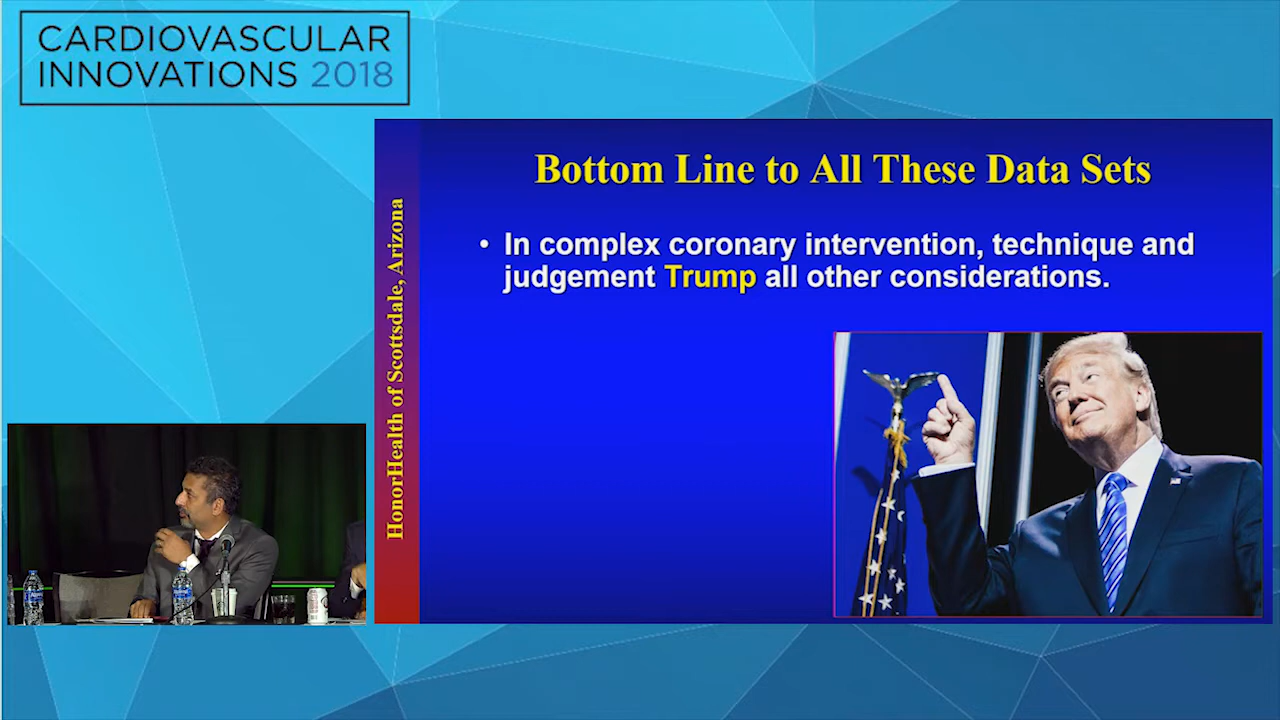 CARDIOVASCULAR
INNOVATIONS 2018
HonorHealth of Scottsdale, Arizona
Bottom Line to All These Data Sets
• In complex coronary intervention, technique and
judgement Trump all other considerations.